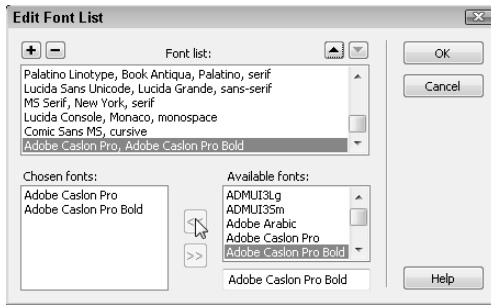 Edit Font List
+ − Font list:
Palatino Linotype, Book Antiqua, Palatino, serif
Lucida Sans Unicode, Lucida Grande, sans-serif
MS Serif, New York, serif
Lucida Console, Monaco, monospace
Comic Sans MS, cursive
Adobe Caslon Pro, Adobe Caslon Pro Bold
OK
Cancel
Chosen fonts:
Adobe Caslon Pro
Adobe Caslon Pro Bold
<<
>>
Available fonts:
ADMUI3Lg
ADMUI3Sm
Adobe Arabic
Adobe Caslon Pro
Adobe Caslon Pro Bold
Adobe Caslon Pro Bold
Help